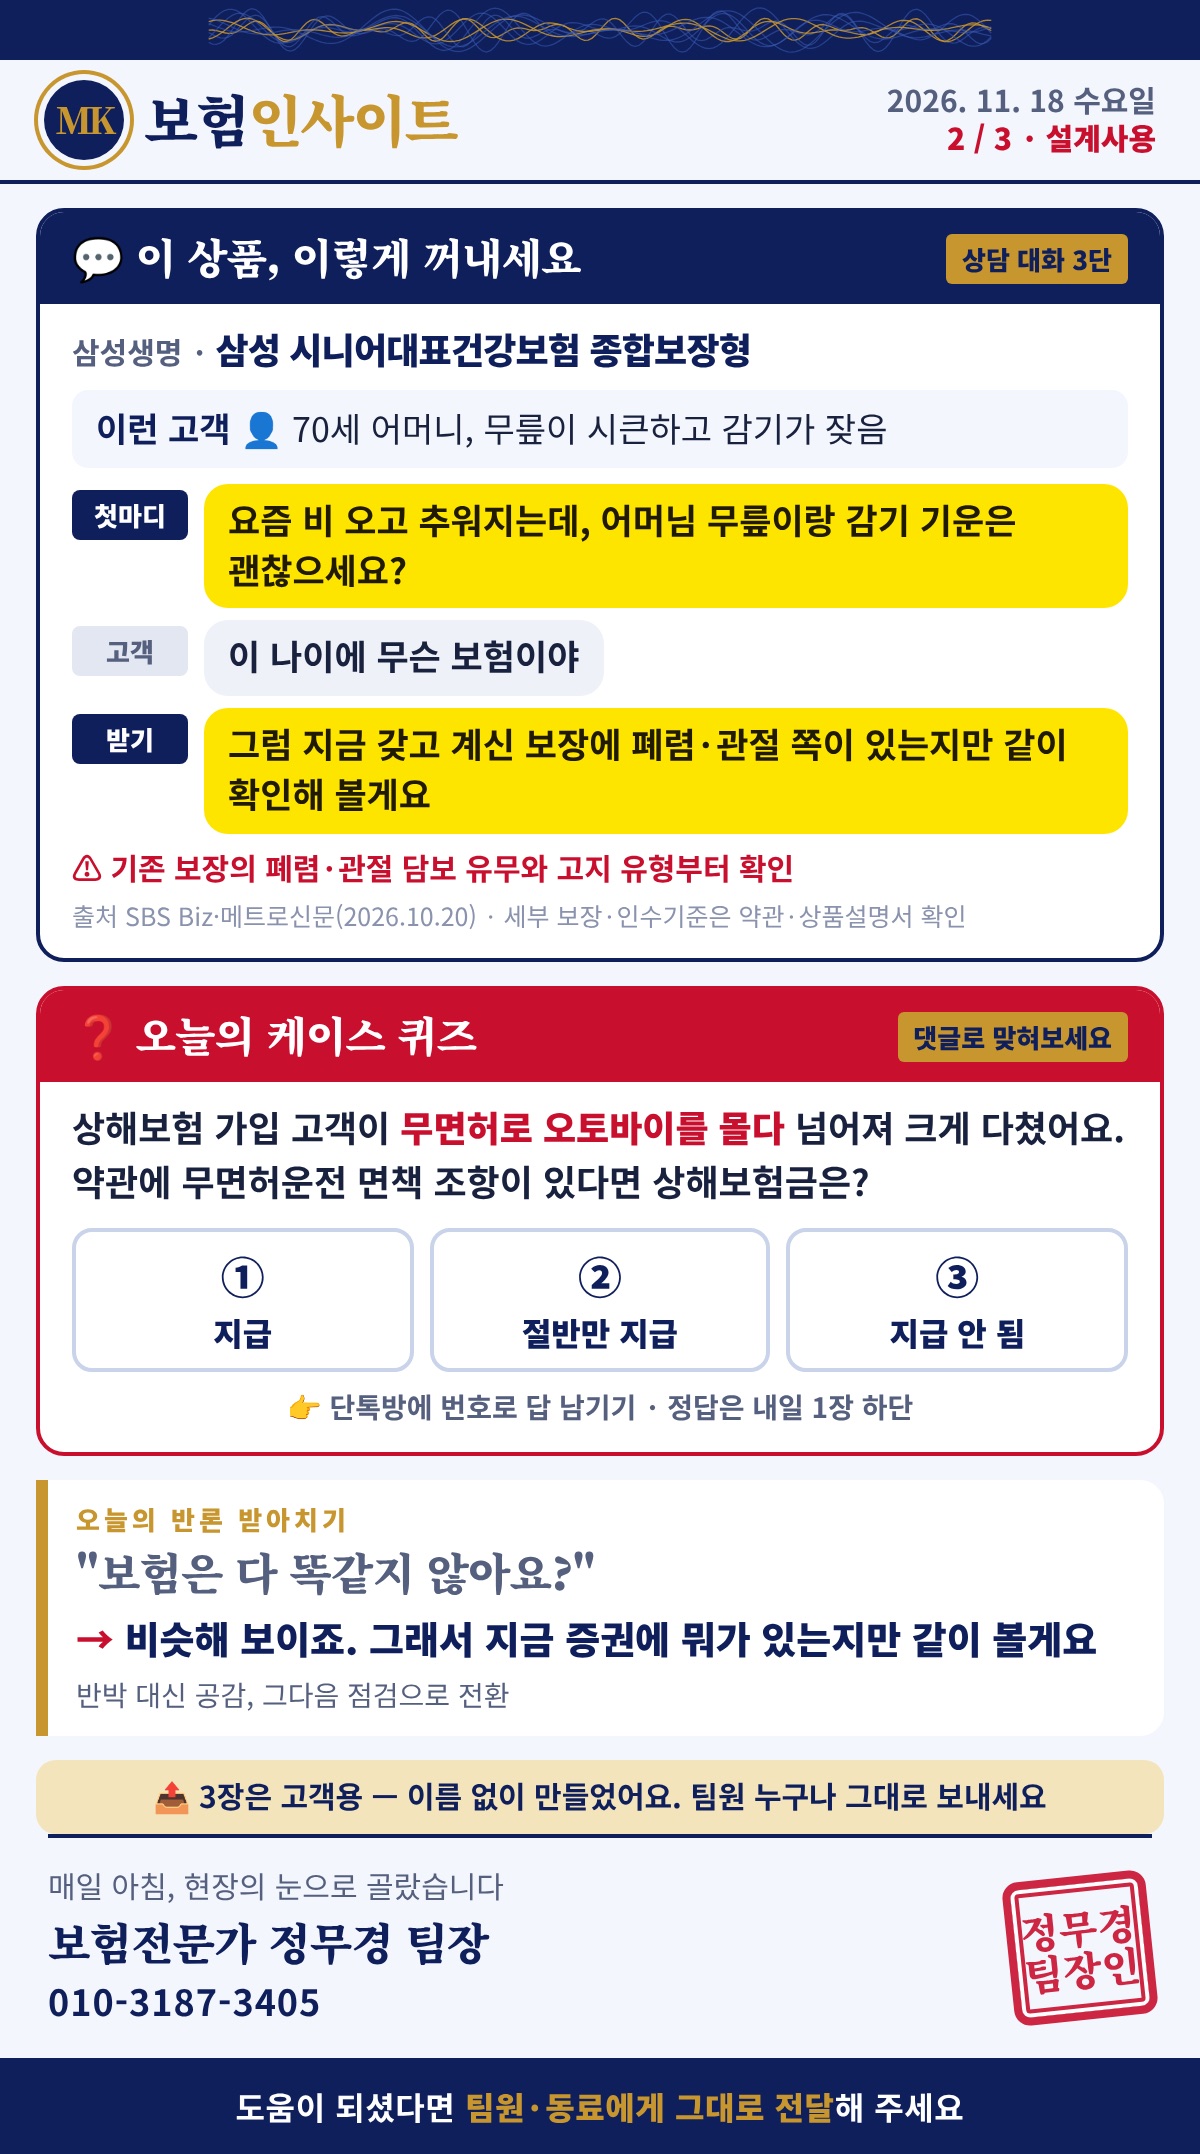 MK 보험인사이트
2026. 11. 18 수요일
2 / 3 · 설계사용
💬 이 상품, 이렇게 꺼내세요
상담 대화 3단
삼성생명 · 삼성 시니어대표건강보험 종합보장형
이런 고객 👤 70세 어머니, 무릎이 시큰하고 감기가 잦음
첫마디
요즘 비 오고 추워지는데, 어머님 무릎이랑 감기 기운은
괜찮으세요?
고객
이 나이에 무슨 보험이야
받기
그럼 지금 갖고 계신 보장에 폐렴·관절 쪽이 있는지만 같이
확인해 볼게요
⚠ 기존 보장의 폐렴·관절 담보 유무와 고지 유형부터 확인
출처 SBS Biz·메트로신문(2026.10.20) · 세부 보장·인수기준은 약관·상품설명서 확인
❓ 오늘의 케이스 퀴즈
댓글로 맞혀보세요
상해보험 가입 고객이 무면허로 오토바이를 몰다 넘어져 크게 다쳤어요.
약관에 무면허운전 면책 조항이 있다면 상해보험금은?
①
지급
②
절반만 지급
③
지급 안 됨
👉 단톡방에 번호로 답 남기기 · 정답은 내일 1장 하단
오늘의 반론 받아치기
"보험은 다 똑같지 않아요?"
→ 비슷해 보이죠. 그래서 지금 증권에 뭐가 있는지만 같이 볼게요
반박 대신 공감, 그다음 점검으로 전환
📤 3장은 고객용 — 이름 없이 만들었어요. 팀원 누구나 그대로 보내세요
매일 아침, 현장의 눈으로 골랐습니다
보험전문가 정무경 팀장
010-3187-3405
정무경
팀장인
도움이 되셨다면 팀원·동료에게 그대로 전달해 주세요